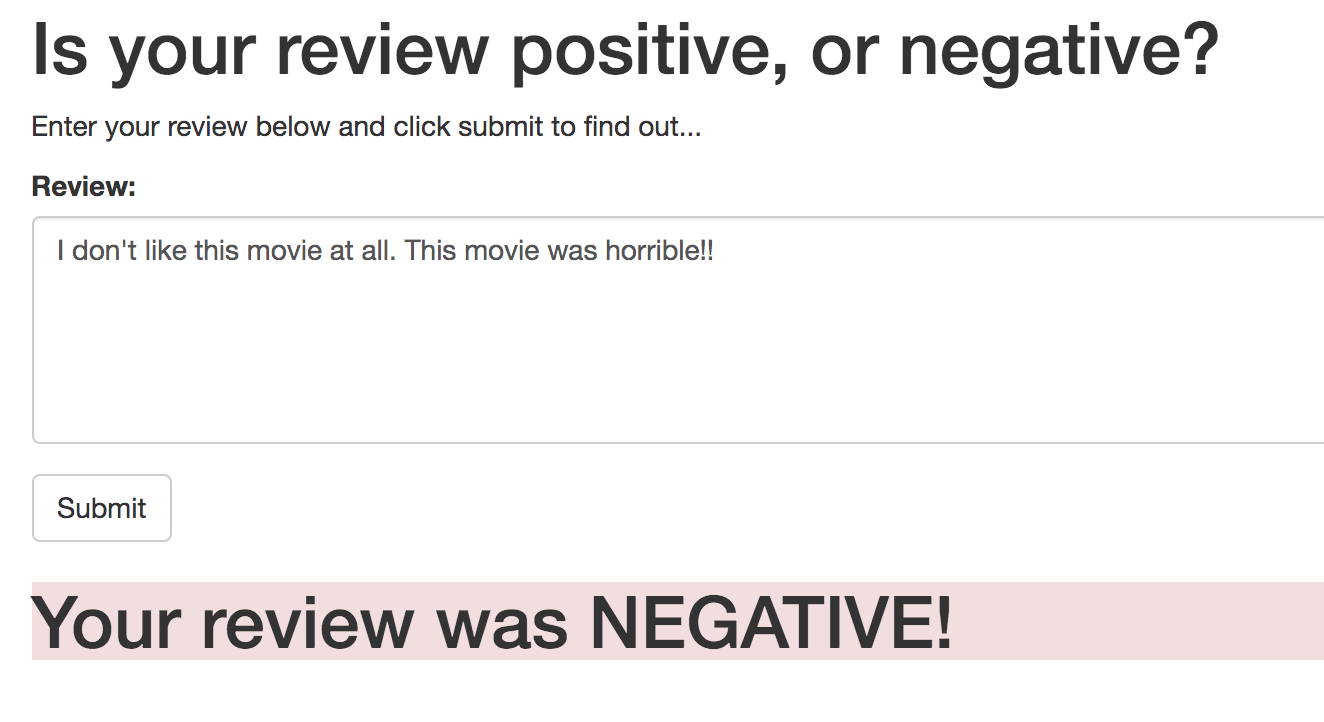 Is your review positive, or negative?
Enter your review below and click submit to find out...
Review:
I don't like this movie at all. This movie was horrible!!
Submit
Your review was NEGATIVE!